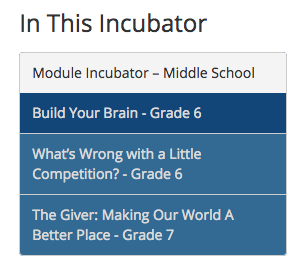 In This Incubator
Module Incubator – Middle School
Build Your Brain - Grade 6
What's Wrong with a Little
Competition? - Grade 6
The Giver: Making Our World A
Better Place - Grade 7